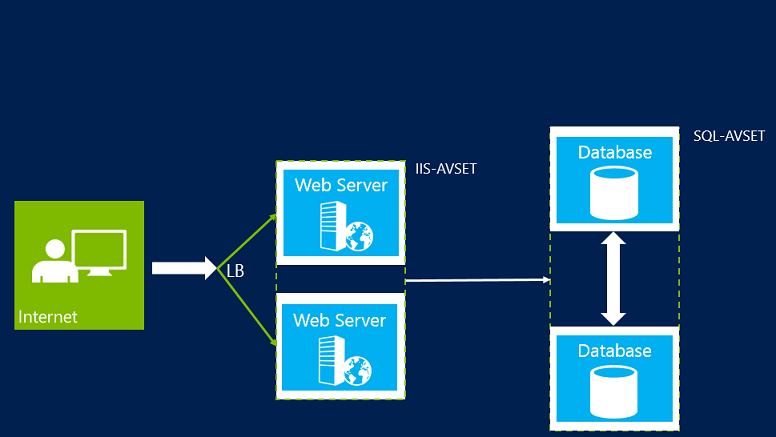 Internet
LB
Web Server
IIS-AVSET
Web Server
Database
SQL-AVSET
Database